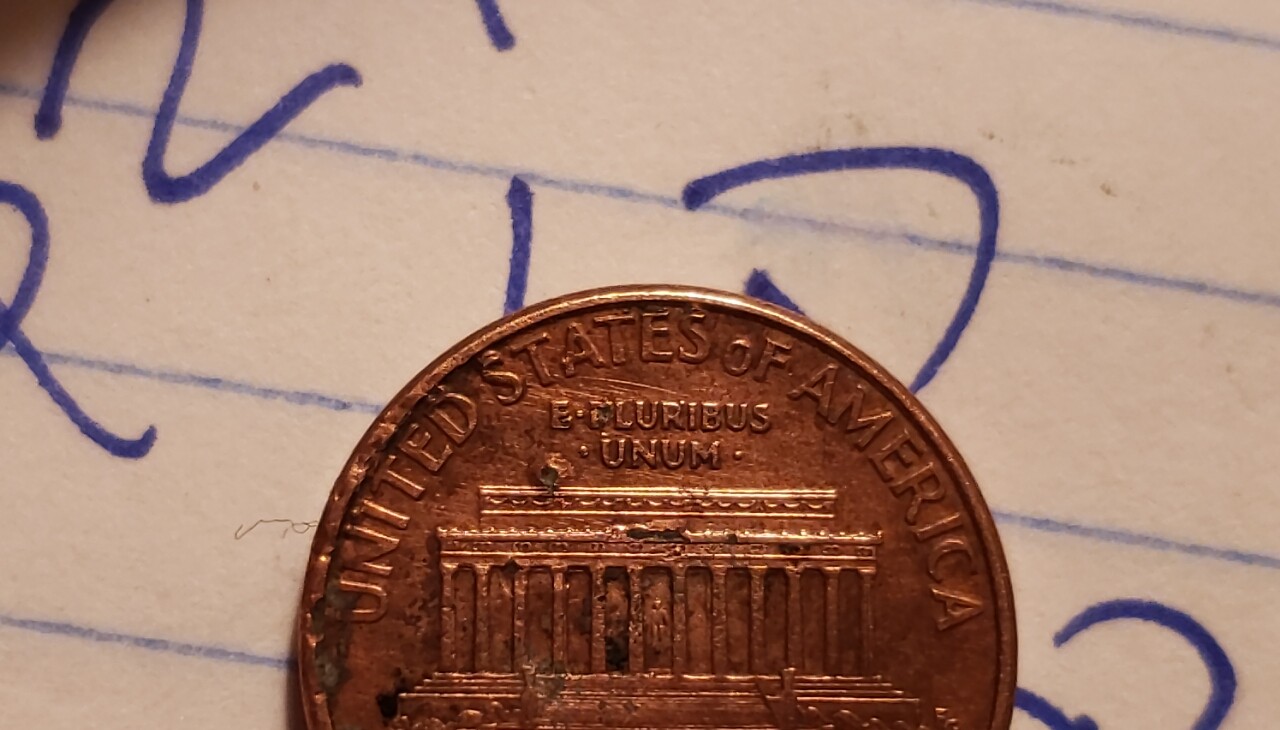 UNITED STATES OF AMERICA
E·PLURIBUS
·UNUM·